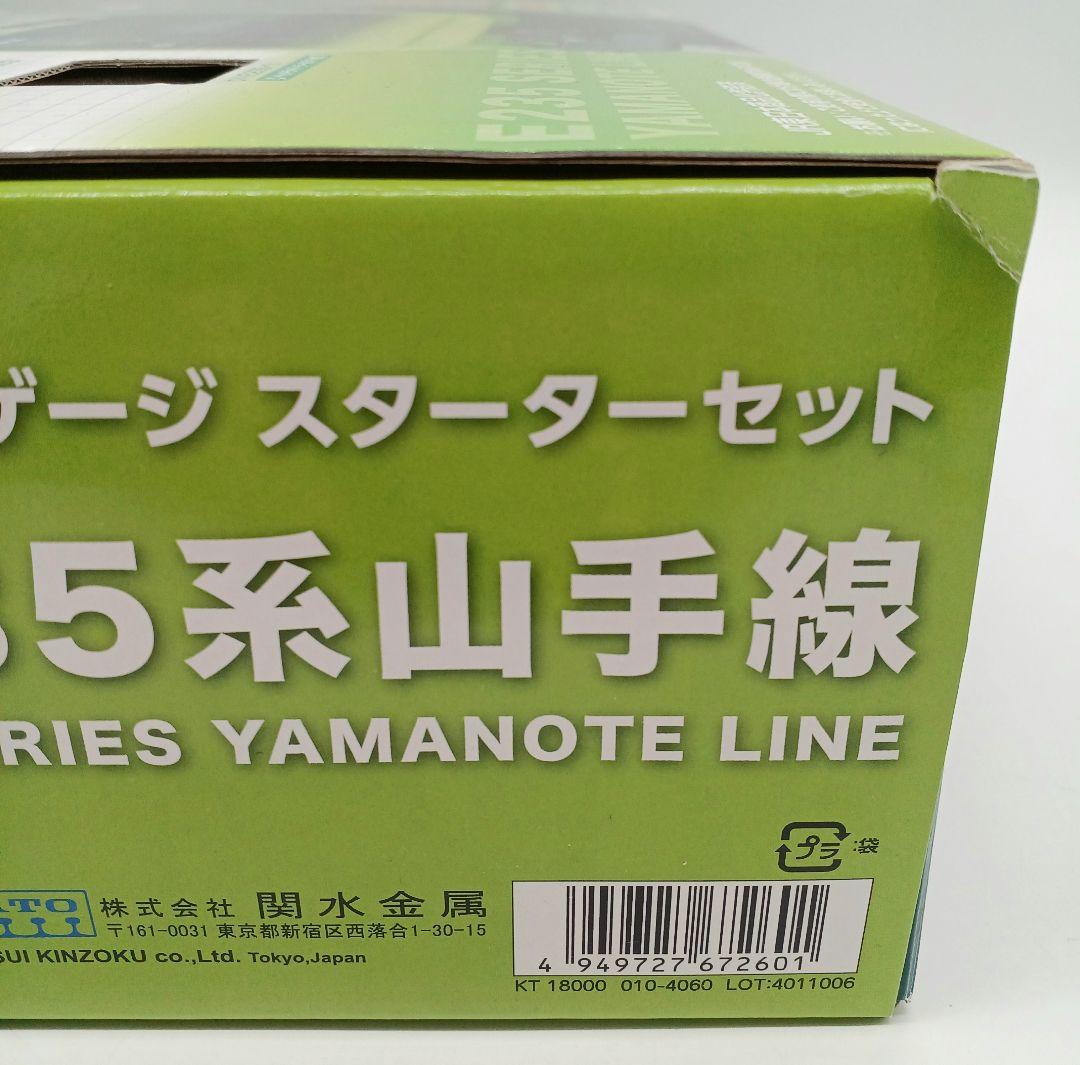 E235 SERIES
YAMANOTE
ゲージ スターターセット
35系山手線
RIES YAMANOTE LINE
プラ :袋
ATO 株式会社 関水金属
〒161-0031 東京都新宿区西落合1-30-15
SUI KINZOKU co.,Ltd. Tokyo,Japan
4 949727 672601
KT 18000 010-4060 LOT:4011006